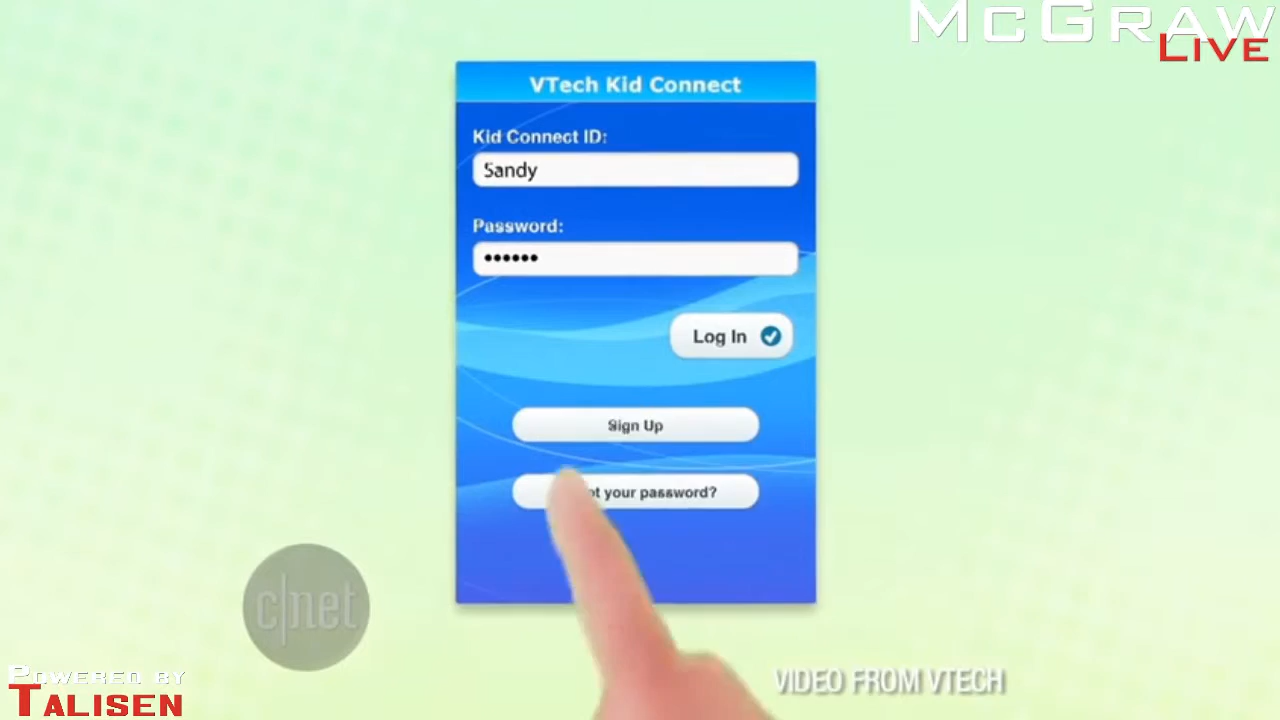 McGraw
Live
VTech Kid Connect
Kid Connect ID:
Sandy
Password:
••••••
Log In
Sign Up
ot your password?
c|net
VIDEO FROM VTECH
Powered by
Talisen